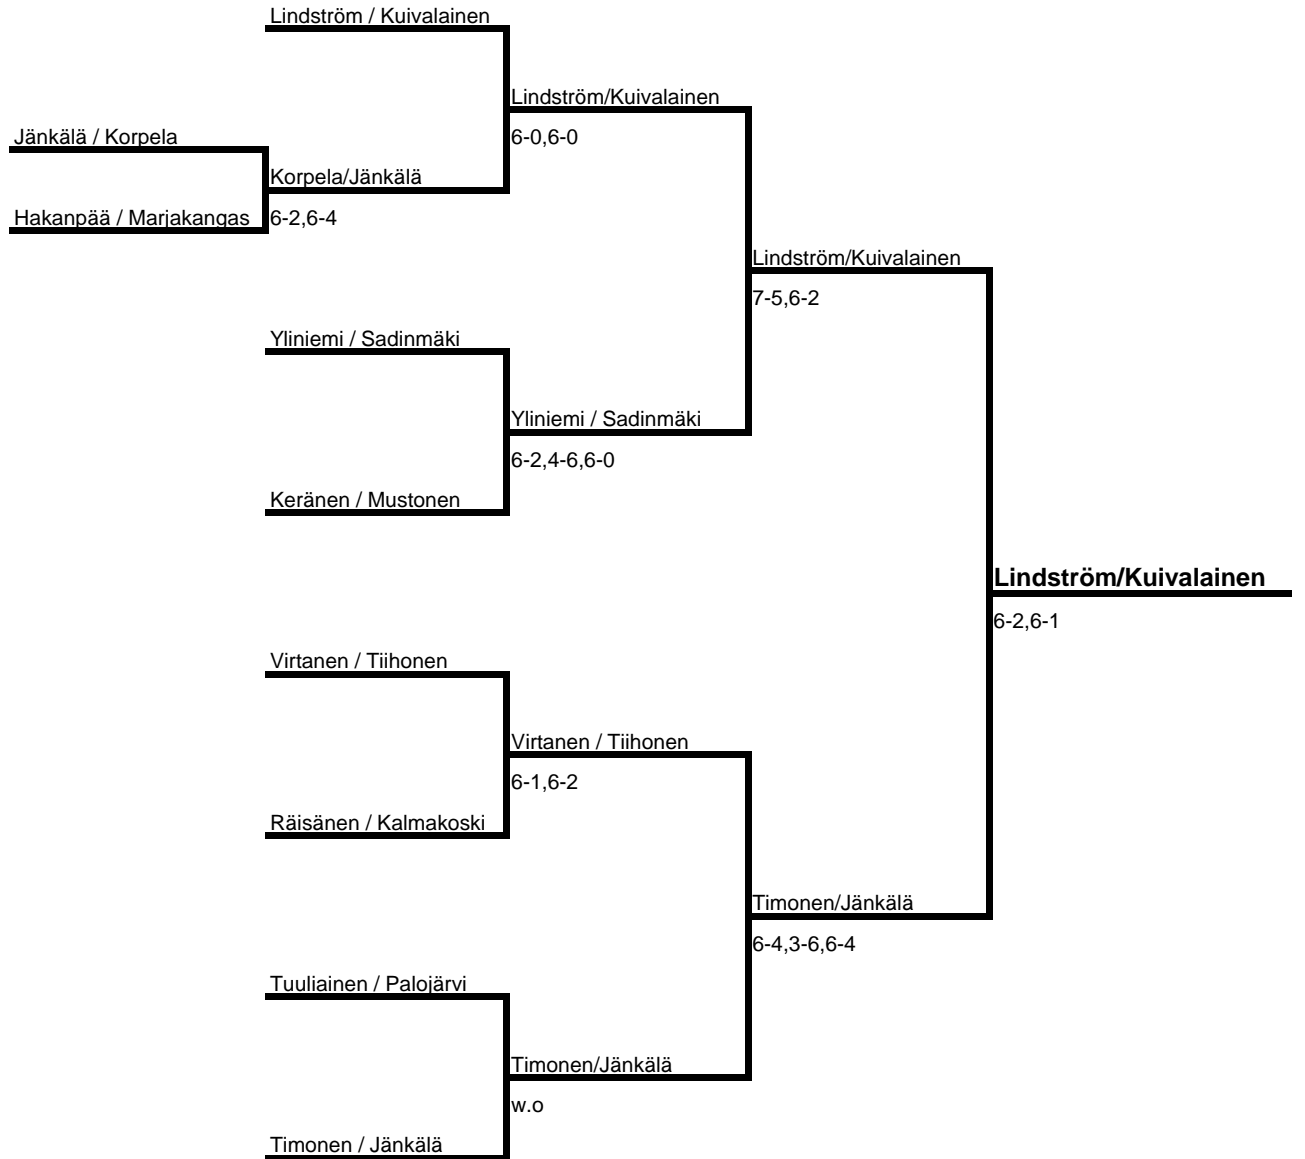 Lindström / Kuivalainen
Lindström/Kuivalainen
Jänkälä / Korpela
6-0,6-0
Korpela/Jänkälä
Hakanpää / Marjakangas
6-2,6-4
Lindström/Kuivalainen
7-5,6-2
Yliniemi / Sadinmäki
Yliniemi / Sadinmäki
6-2,4-6,6-0
Keränen / Mustonen
Lindström/Kuivalainen
6-2,6-1
Virtanen / Tiihonen
Virtanen / Tiihonen
6-1,6-2
Räisänen / Kalmakoski
Timonen/Jänkälä
6-4,3-6,6-4
Tuuliainen / Palojärvi
Timonen/Jänkälä
w.o
Timonen / Jänkälä